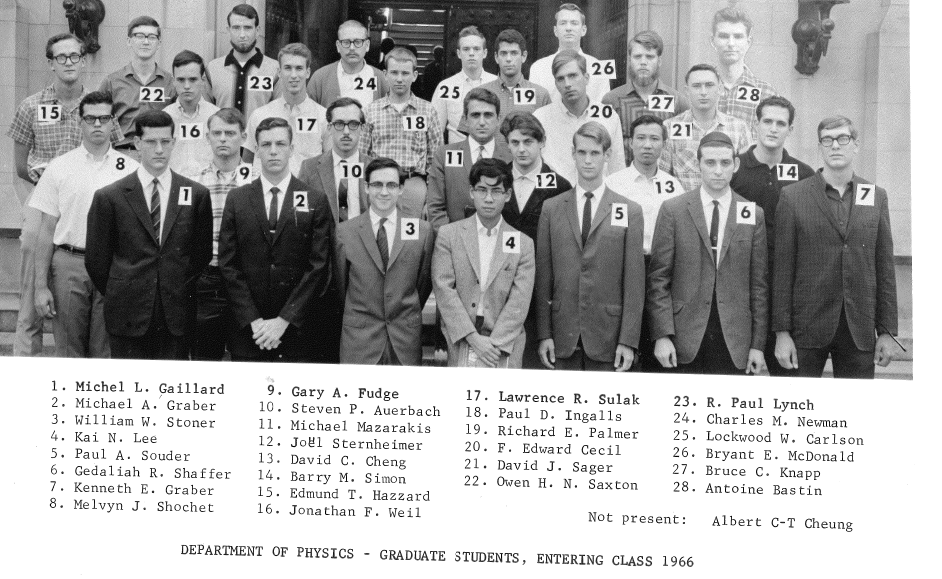 15
22
16
23
17
24
18
25
19
26
20
27
21
28
8
1
9
2
10
3
11
4
12
5
13
6
14
7
1. Michel L. Gaillard
2. Michael A. Graber
3. William W. Stoner
4. Kai N. Lee
5. Paul A. Souder
6. Gedaliah R. Shaffer
7. Kenneth E. Graber
8. Melvyn J. Shochet
9. Gary A. Fudge
10. Steven P. Auerbach
11. Michael Mazarakis
12. Joël Sternheimer
13. David C. Cheng
14. Barry M. Simon
15. Edmund T. Hazzard
16. Jonathan F. Weil
17. Lawrence R. Sulak
18. Paul D. Ingalls
19. Richard E. Palmer
20. F. Edward Cecil
21. David J. Sager
22. Owen H. N. Saxton
23. R. Paul Lynch
24. Charles M. Newman
25. Lockwood W. Carlson
26. Bryant E. McDonald
27. Bruce C. Knapp
28. Antoine Bastin
Not present: Albert C-T Cheung
DEPARTMENT OF PHYSICS - GRADUATE STUDENTS, ENTERING CLASS 1966